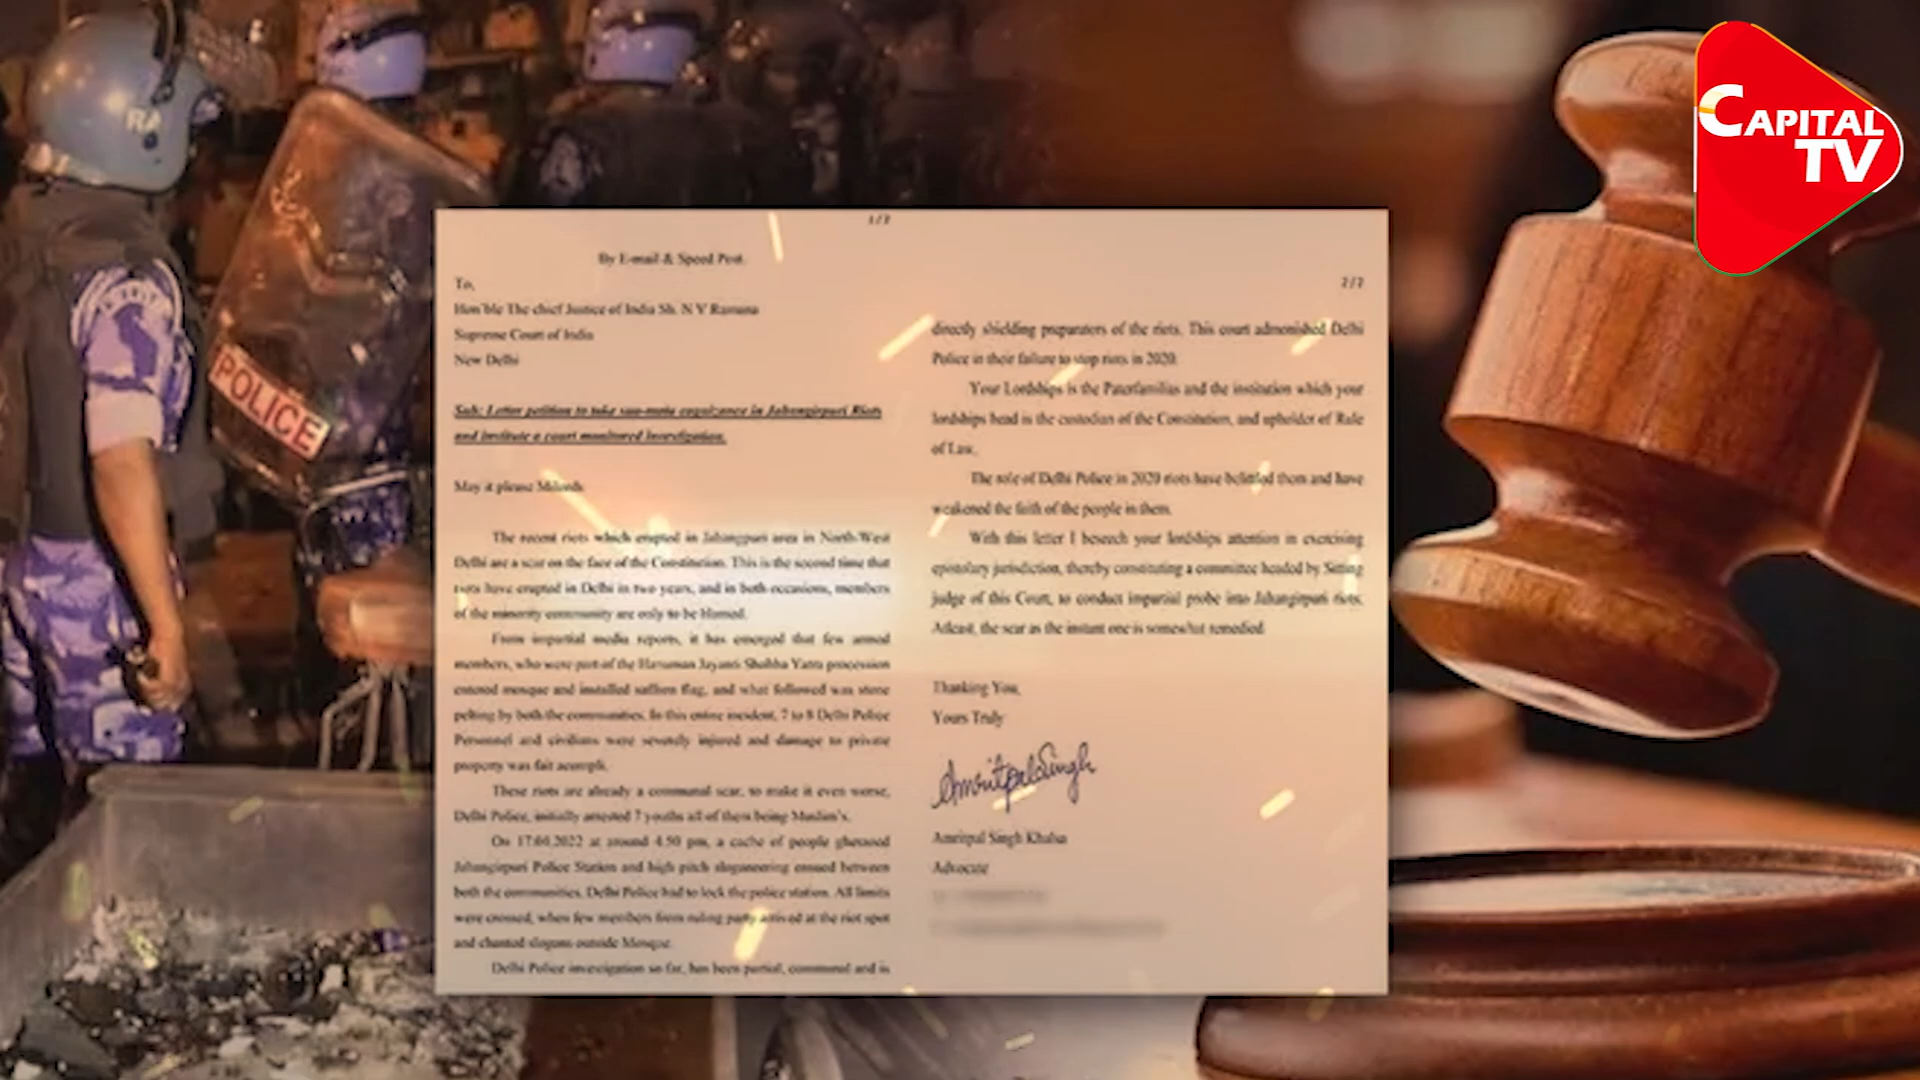 CAPITAL
TV
RA
POLICE
1/2
By E-mail & Speed Post.
To,
Hon'ble The chief Justice of India Sh. N V Ramana
Supreme Court of India
New Delhi
Sub: Letter petition to take suo-moto cognizance in Jahangirpuri Riots
and institute a court monitored investigation.
May it please Milords
The recent riots which erupted in Jahangpuri area in North-West
Delhi are a scar on the face of the Constitution. This is the second time that
riots have erupted in Delhi in two years, and in both occasions, members
of the minority community are only to be blamed.
From impartial media reports, it has emerged that few armed
members, who were part of the Hanuman Jayanti Shobha Yatra procession
entered mosque and installed saffron flag, and what followed was stone
pelting by both the communities. In this entire incident, 7 to 8 Delhi Police
Personnel and civilians were severely injured and damage to private
property was fait accompli.
These riots are already a communal scar, to make it even worse,
Delhi Police, initially arrested 7 youths all of them being Muslim's.
On at around 4:50 pm, a cache of people gheraoed
Jahangirpuri Police Station and high pitch sloganeering ensued between
both the communities. Delhi Police had to lock the police station. All limits
were crossed, when few members from ruling party arrived at the riot spot
and chanted slogans outside Mosque.
Delhi Police investigation so far, has been partial, communal and is
2/2
directly shielding preparators of the riots. This court admonished Delhi
Police in their failure to stop riots in 2020.
Your Lordships is the Paterfamilias and the institution which your
lordships head is the custodian of the Constitution, and upholder of Rule
of Law.
The role of Delhi Police in 2020 riots have belittled them and have
weakened the faith of the people in them.
With this letter I beseech your lordships attention in exercising
epistolary jurisdiction, thereby constituting a committee headed by Sitting
judge of this Court, to conduct impartial probe into Jahangirpuri riots.
Atleast, the scar as the instant one is somewhat remedied.
Thanking You,
Yours Truly
Amritpal Singh
Amritpal Singh Khalsa
Advocate